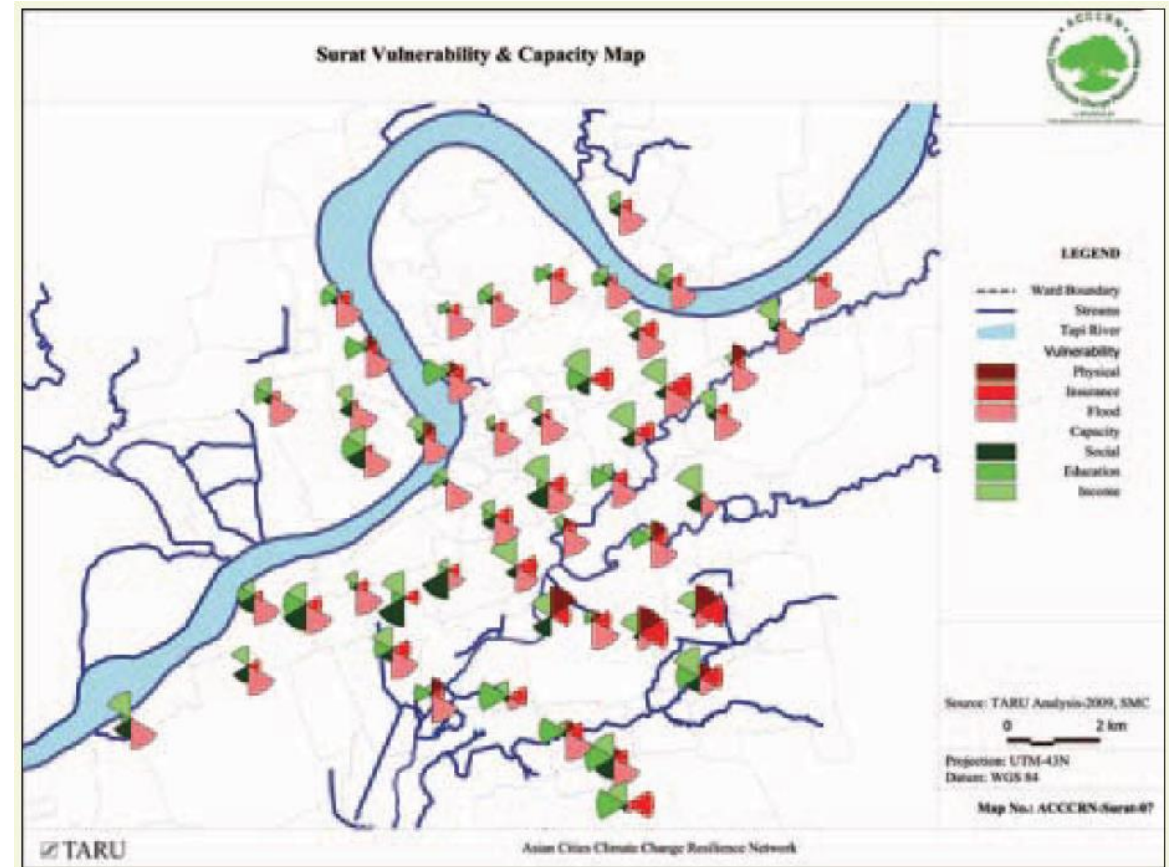 Surat Vulnerability & Capacity Map
ACCCRN
LEGEND
Ward Boundary
Streams
Tapi River
Vulnerability
Physical
Insurance
Flood
Capacity
Social
Education
Income
Source: TARU Analysis-2009, SMC
0 2 km
Projection: UTM-43N
Datum: WGS 84
Map No.: ACCCRN-Surat-07
TARU
Asian Cities Climate Change Resilience Network